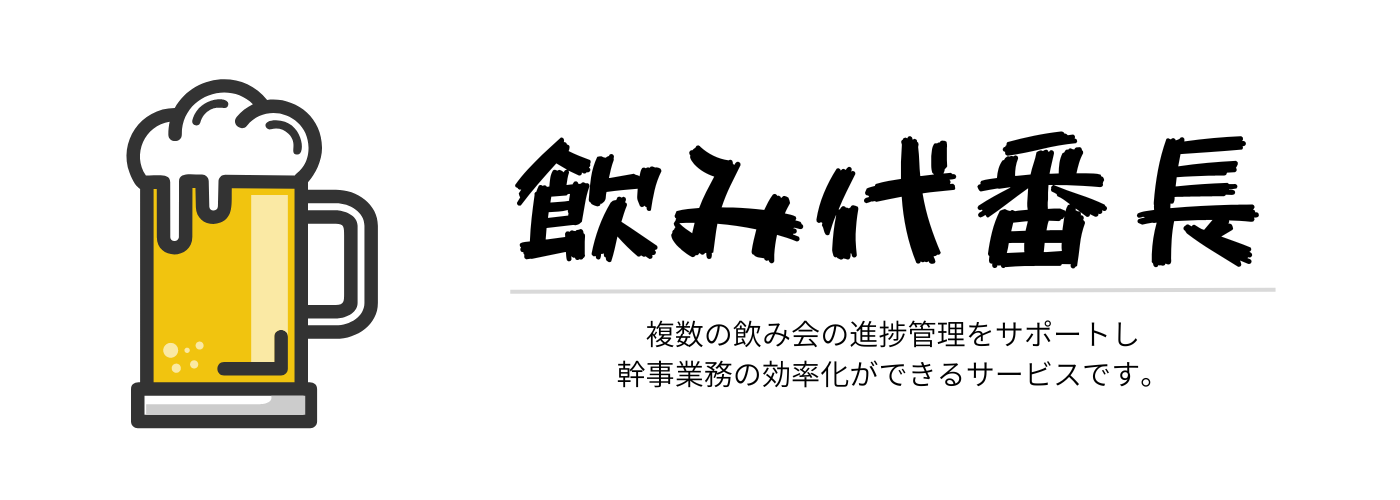 飲み代番長
複数の飲み会の進捗管理をサポートし
幹事業務の効率化ができるサービスです。